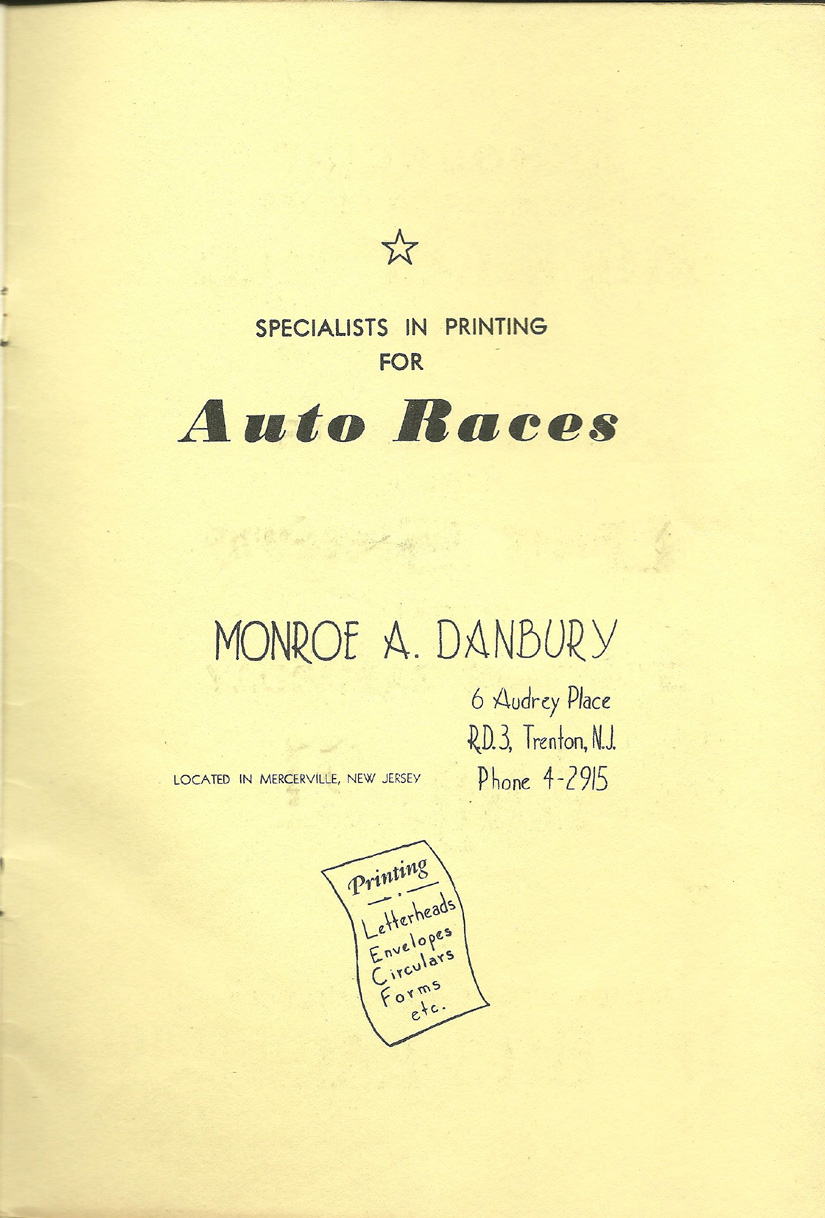 SPECIALISTS IN PRINTING
FOR
Auto Races
MONROE A. DANBURY
6 Audrey Place
R.D. 3, Trenton, N.J.
LOCATED IN MERCERVILLE, NEW JERSEY
Phone 4-2915
Printing
Letterheads
Envelopes
Circulars
Forms
etc.